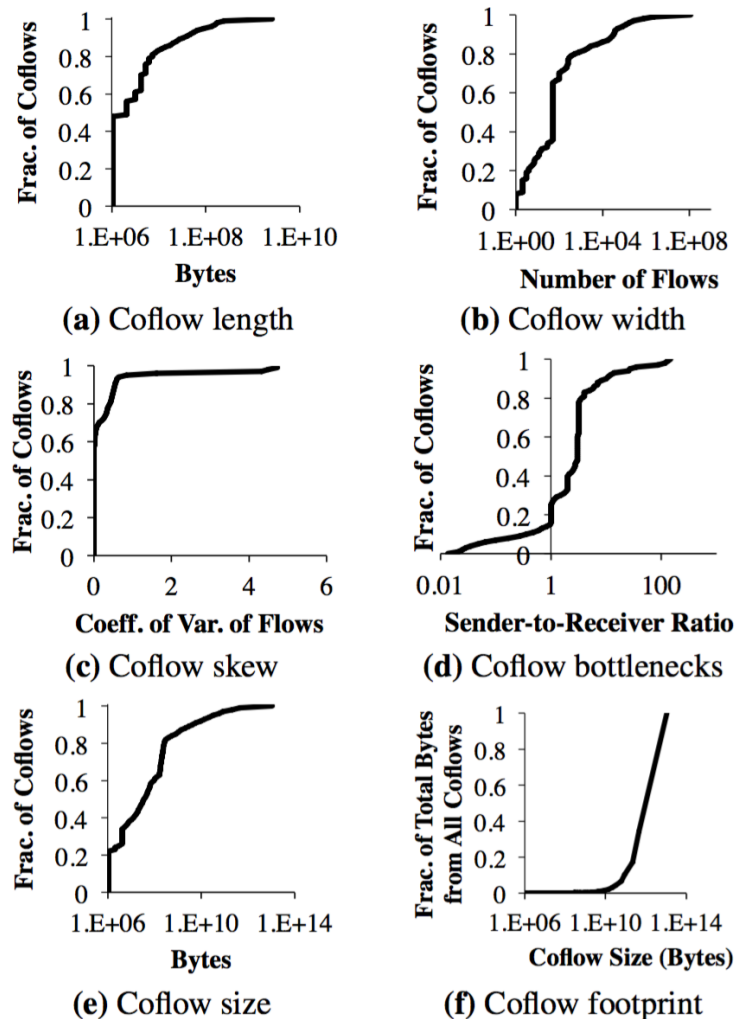 Frac. of Coflows
1
0.8
0.6
0.4
0.2
0
1.E+06 1.E+08 1.E+10
Bytes
(a) Coflow length
Frac. of Coflows
1
0.8
0.6
0.4
0.2
0
1.E+00 1.E+04 1.E+08
Number of Flows
(b) Coflow width
Frac. of Coflows
1
0.8
0.6
0.4
0.2
0
0 2 4 6
Coeff. of Var. of Flows
(c) Coflow skew
Frac. of Coflows
1
0.8
0.6
0.4
0.2
0
0.01 1 100
Sender-to-Receiver Ratio
(d) Coflow bottlenecks
Frac. of Coflows
1
0.8
0.6
0.4
0.2
0
1.E+06 1.E+10 1.E+14
Bytes
(e) Coflow size
Frac. of Total Bytes
from All Coflows
1
0.8
0.6
0.4
0.2
0
1.E+06 1.E+10 1.E+14
Coflow Size (Bytes)
(f) Coflow footprint